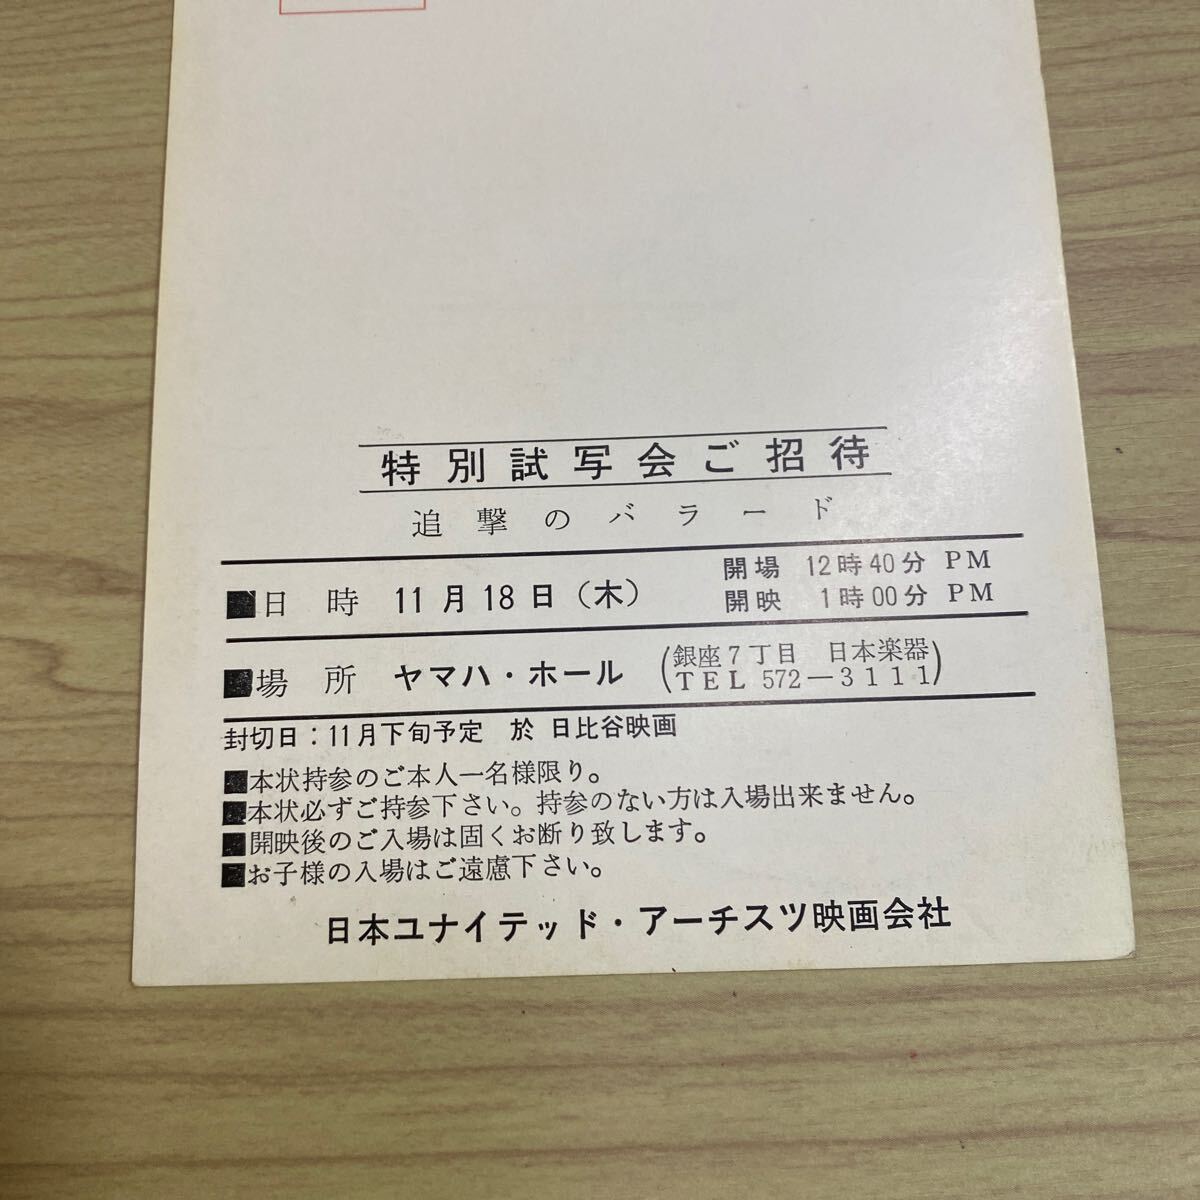 特別試写会ご招待
追撃のバラード
■日時 11月18日（木） 開場 12時40分 PM
開映 1時00分 PM
■場所 ヤマハ・ホール （銀座7丁目 日本楽器
TEL 572－3111）
封切日：11月下旬予定 於 日比谷映画
■本状持参のご本人一名様限り。
■本状必ずご持参下さい。持参のない方は入場出来ません。
■開映後のご入場は固くお断り致します。
■お子様の入場はご遠慮下さい。
日本ユナイテッド・アーチスツ映画会社